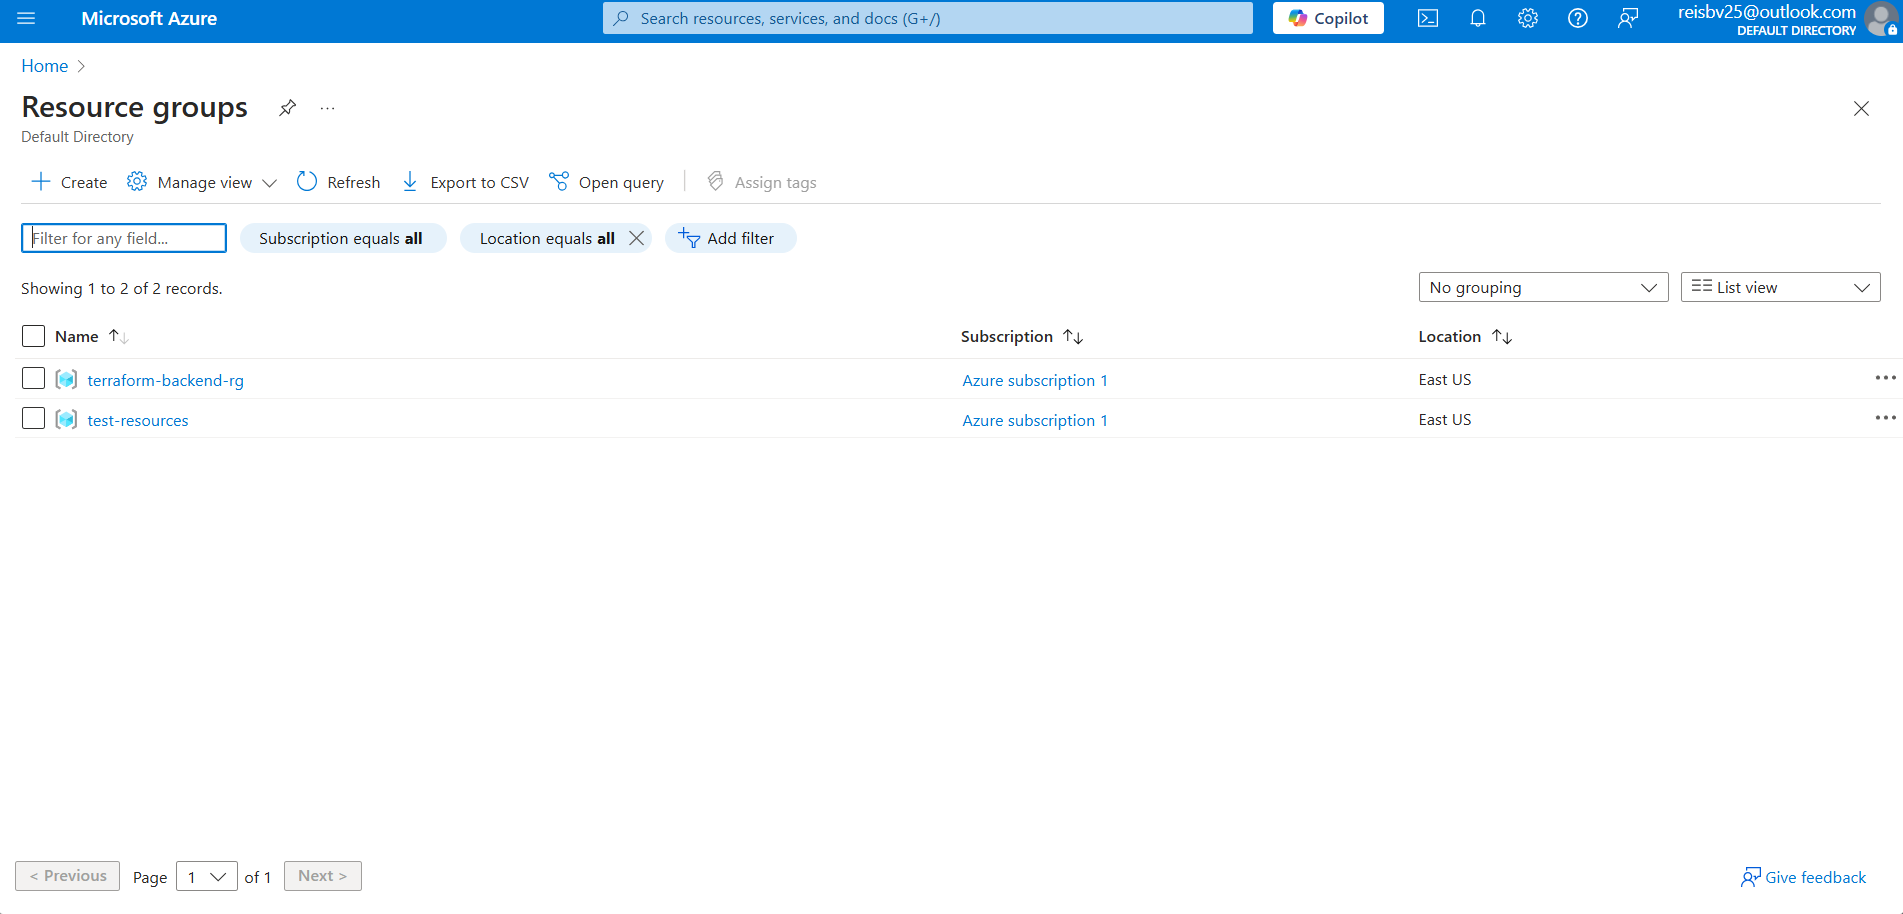 Microsoft Azure
Search resources, services, and docs (G+/)
Copilot
reisbv25@outlook.com
DEFAULT DIRECTORY
Home
Resource groups
...
Default Directory
Create
Manage view
Refresh
Export to CSV
Open query
Assign tags
Filter for any field...
Subscription equals all
Location equals all
Add filter
Showing 1 to 2 of 2 records.
No grouping
List view
Name
Subscription
Location
terraform-backend-rg
Azure subscription 1
East US
test-resources
Azure subscription 1
East US
< Previous
Page
1
of 1
Next >
Give feedback